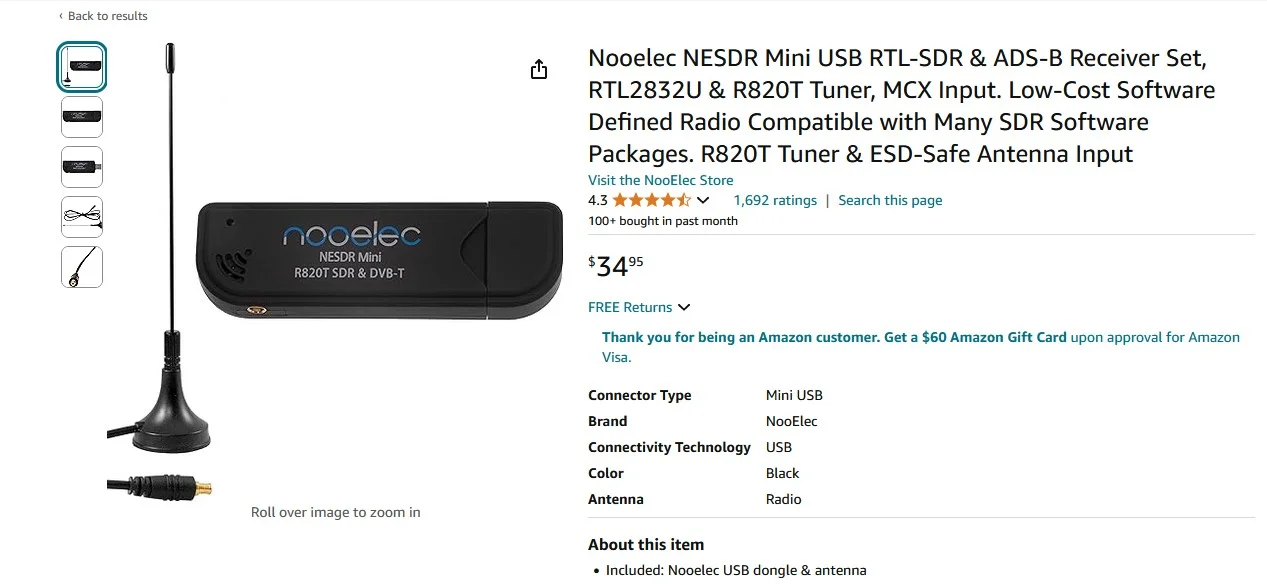 ‹ Back to results
nooelec
NESDR Mini
R820T SDR & DVB-T
Roll over image to zoom in
Nooelec NESDR Mini USB RTL-SDR & ADS-B Receiver Set,
RTL2832U & R820T Tuner, MCX Input. Low-Cost Software
Defined Radio Compatible with Many SDR Software
Packages. R820T Tuner & ESD-Safe Antenna Input
Visit the NooElec Store
4.3 1,692 ratings | Search this page
100+ bought in past month
$34.95
FREE Returns
Thank you for being an Amazon customer. Get a $60 Amazon Gift Card upon approval for Amazon
Visa.
Connector Type Mini USB
Brand NooElec
Connectivity Technology USB
Color Black
Antenna Radio
About this item
• Included: Nooelec USB dongle & antenna